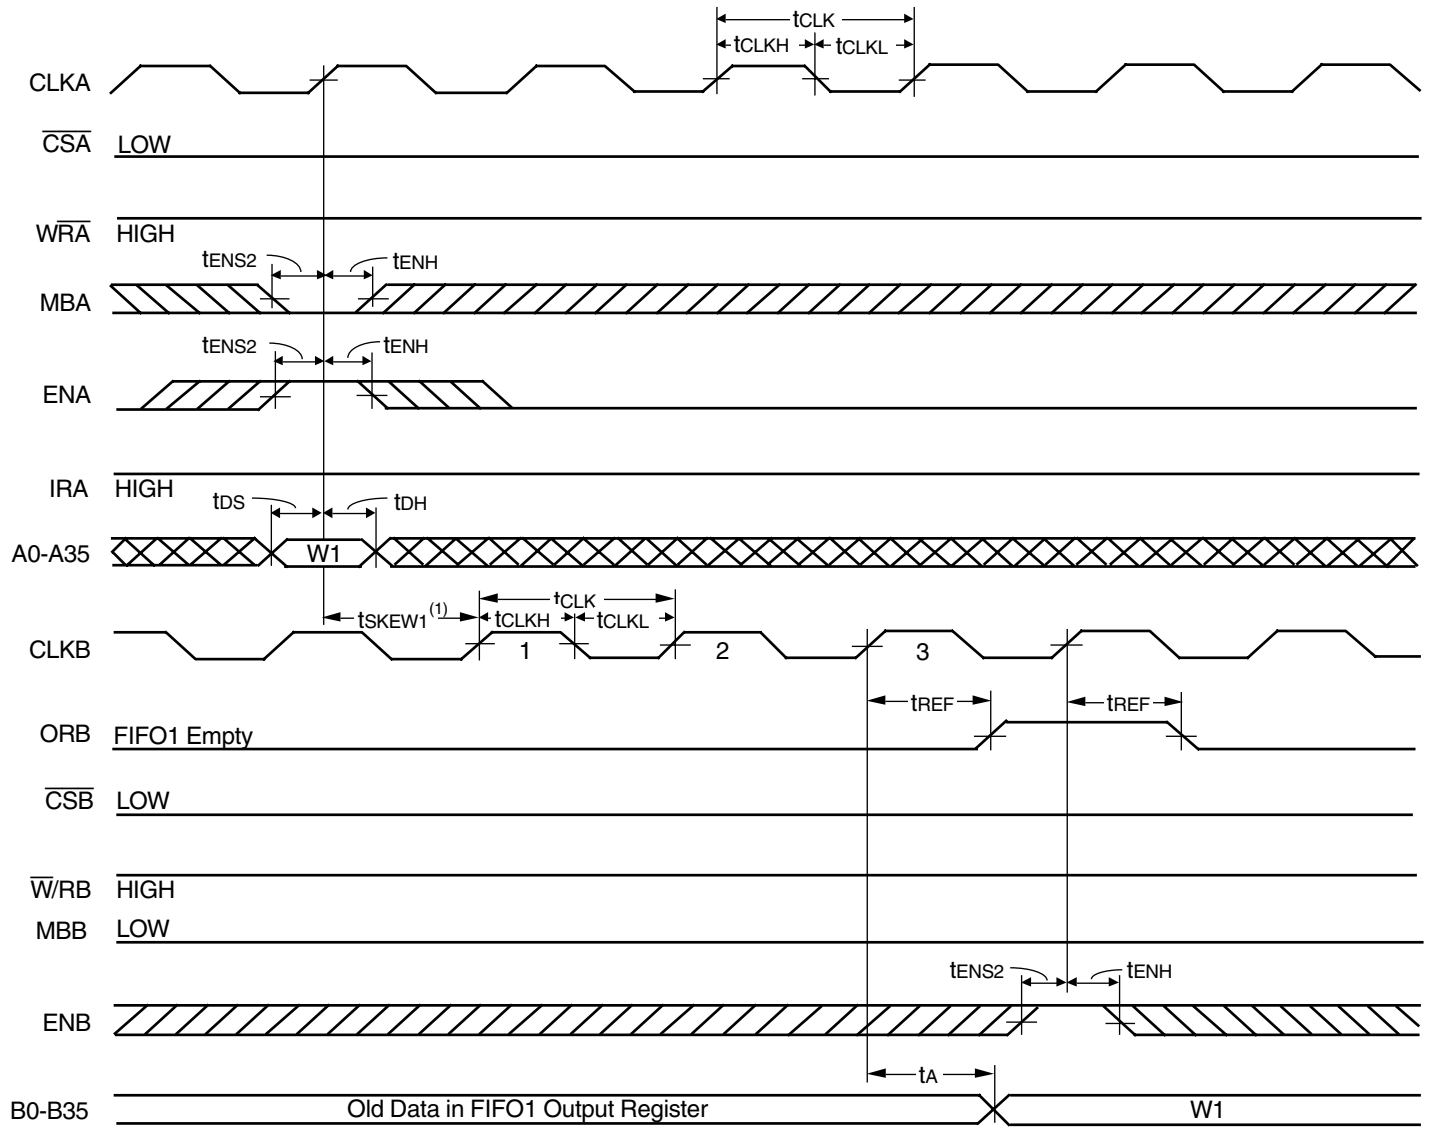 tCLK
tCLKH tCLKL
CLKA
CSA LOW
WRA HIGH
tENS2 tENH
MBA
tENS2 tENH
ENA
IRA HIGH
tDS tDH
A0-A35 W1
tCLK
tSKEW1(1) tCLKH tCLKL
CLKB 1 2 3
tREF tREF
ORB FIFO1 Empty
CSB LOW
W/RB HIGH
MBB LOW
tENS2 tENH
ENB
tA
B0-B35 Old Data in FIFO1 Output Register W1